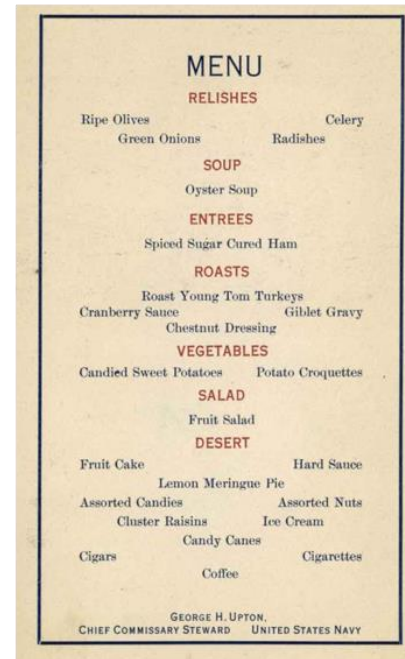 MENU
RELISHES
Ripe Olives Celery
Green Onions Radishes
SOUP
Oyster Soup
ENTREES
Spiced Sugar Cured Ham
ROASTS
Roast Young Tom Turkeys
Cranberry Sauce Giblet Gravy
Chestnut Dressing
VEGETABLES
Candied Sweet Potatoes Potato Croquettes
SALAD
Fruit Salad
DESERT
Fruit Cake Hard Sauce
Lemon Meringue Pie
Assorted Candies Assorted Nuts
Cluster Raisins Ice Cream
Candy Canes
Cigars Cigarettes
Coffee
GEORGE H. UPTON,
CHIEF COMMISSARY STEWARD UNITED STATES NAVY